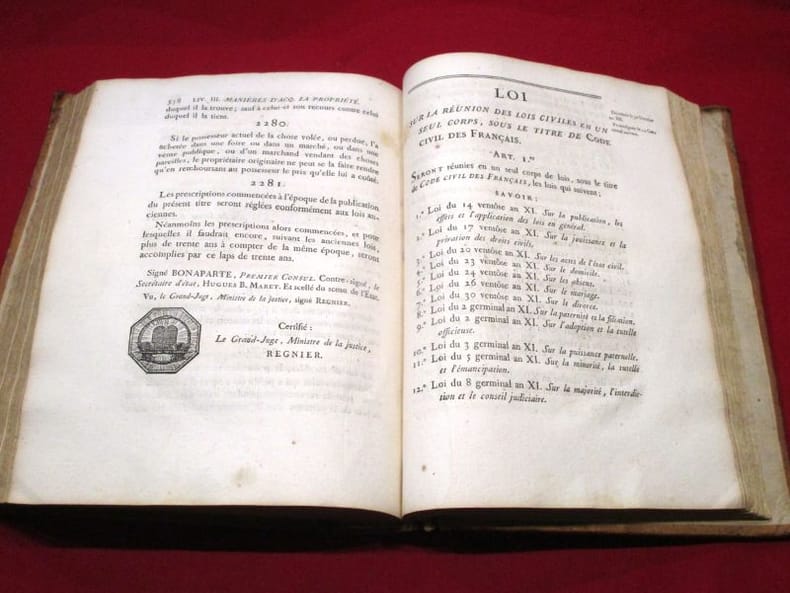 518 LIV. III. MANIÈRES D'ACQ. LA PROPRIÉTÉ.
duquel il la trouve; sauf à celui-ci son recours contre celui
duquel il la tient.
2280.
Si le possesseur actuel de la chose volée, ou perdue, l'a
achetée dans une foire ou dans un marché, ou dans une
vente publique, ou d'un marchand vendant des choses
pareilles, le propriétaire originaire ne peut se la faire rendre
qu'en remboursant au possesseur le prix qu'elle lui a coûté.
2281.
Les prescriptions commencées à l'époque de la publication
du présent titre seront réglées conformément aux lois an-
ciennes.
Néanmoins les prescriptions alors commencées, et pour
lesquelles il faudrait encore, suivant les anciennes lois,
plus de trente ans à compter de la même époque, seront
accomplies par ce laps de trente ans.
Signé BONAPARTE, PREMIER CONSUL. Contre-signé, le
Secrétaire d'état, HUGUES B. MARET. Et scellé du sceau de l'État.
Vu, le Grand-Juge, Ministre de la justice, signé REGNIER.
Certifié :
Le Grand-Juge, Ministre de la justice,
REGNIER.
LOI
SUR LA RÉUNION DES LOIS CIVILES EN UN
SEUL CORPS, SOUS LE TITRE DE CODE
CIVIL DES FRANÇAIS.
ART. 1.er
SERONT réunies en un seul corps de lois, sous le titre
de CODE CIVIL DES FRANÇAIS, les lois qui suivent;
SAVOIR :
1.° Loi du 14 ventôse an XI. Sur la publication, les
effets et l'application des lois en général.
2.° Loi du 17 ventôse an XI. Sur la jouissance et la
privation des droits civils.
3.° Loi du 20 ventôse an XI. Sur les actes de l'état civil.
4.° Loi du 23 ventôse an XI. Sur le domicile.
5.° Loi du 24 ventôse an XI. Sur les absens.
6.° Loi du 26 ventôse an XI. Sur le mariage.
7.° Loi du 30 ventôse an XI. Sur le divorce.
8.° Loi du 2 germinal an XI. Sur la paternité et la filiation.
9.° Loi du 2 germinal an XI. Sur l'adoption et la tutelle
officieuse.
10.° Loi du 3 germinal an XI. Sur la puissance paternelle.
11.° Loi du 5 germinal an XI. Sur la minorité, la tutelle
et l'émancipation.
12.° Loi du 8 germinal an XI. Sur la majorité, l'interdic-
tion et le conseil judiciaire.